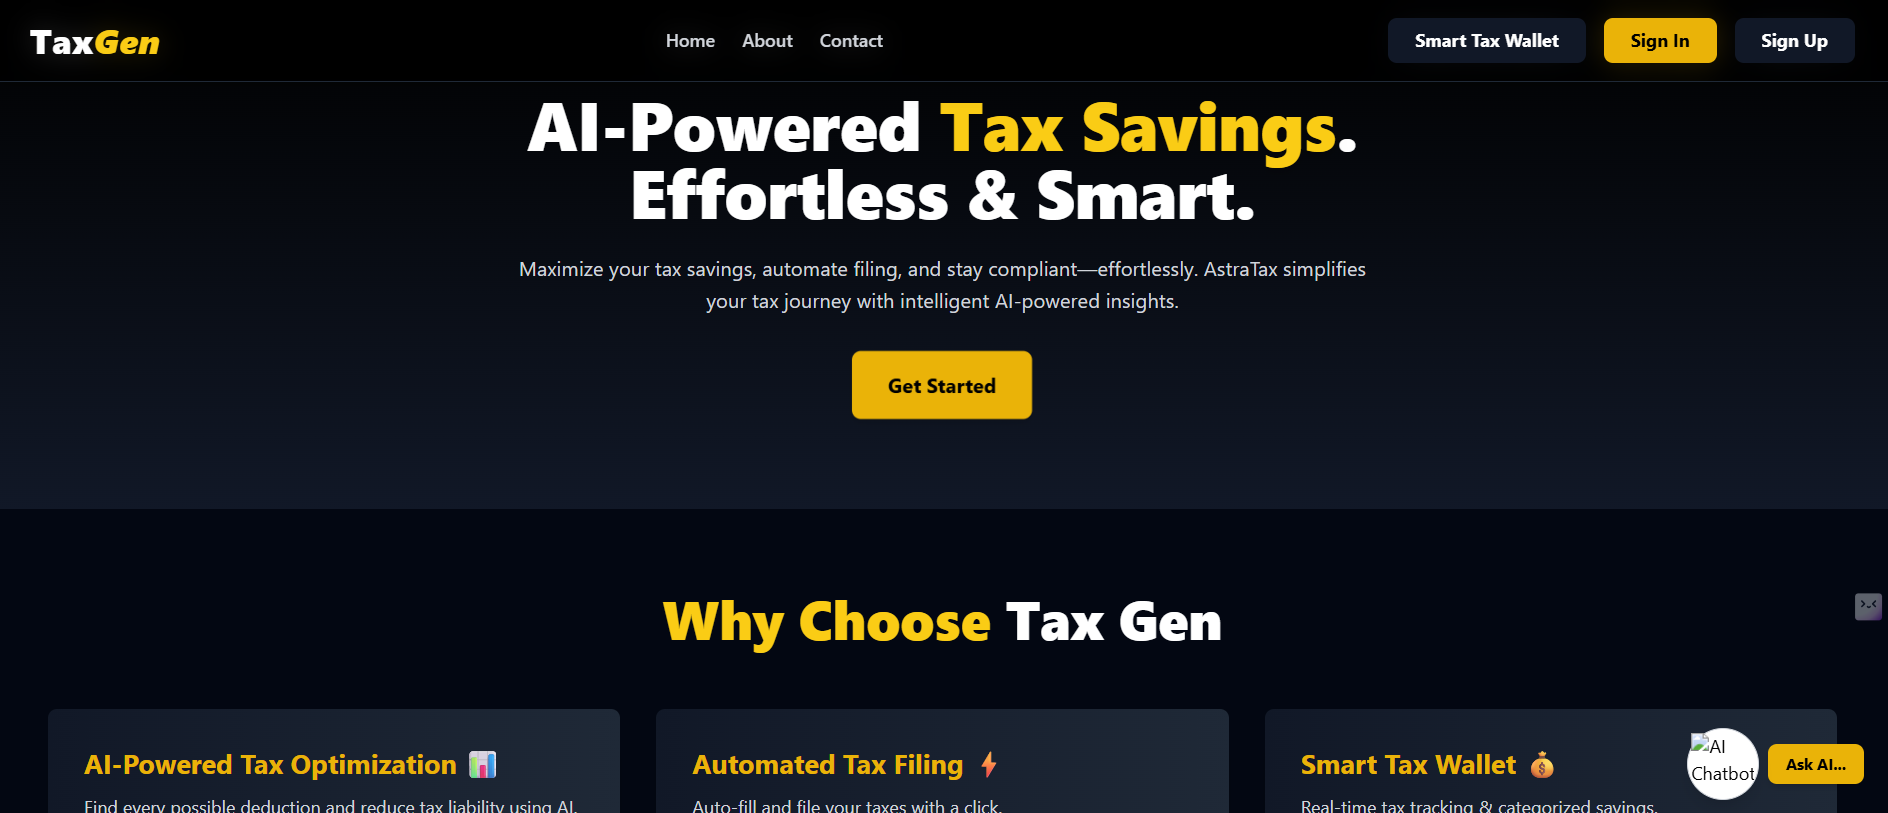 TaxGen
Home About Contact
Smart Tax Wallet Sign In Sign Up
AI-Powered Tax Savings.
Effortless & Smart.
Maximize your tax savings, automate filing, and stay compliant—effortlessly. AstraTax simplifies
your tax journey with intelligent AI-powered insights.
Get Started
Why Choose Tax Gen
AI-Powered Tax Optimization 📊
Find every possible deduction and reduce tax liability using AI.
Automated Tax Filing ⚡
Auto-fill and file your taxes with a click.
Smart Tax Wallet 💰
Real-time tax tracking & categorized savings.
AI
Chatbot
Ask AI...